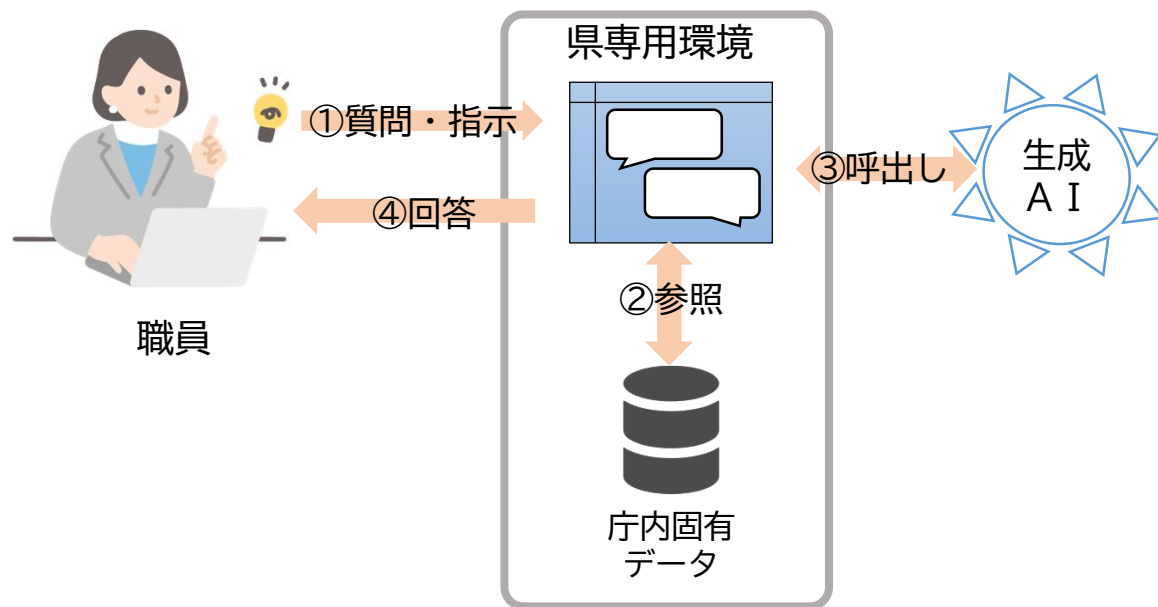 県専用環境
①質問・指示
③呼出し
生成
ＡＩ
④回答
②参照
職員
庁内固有
データ